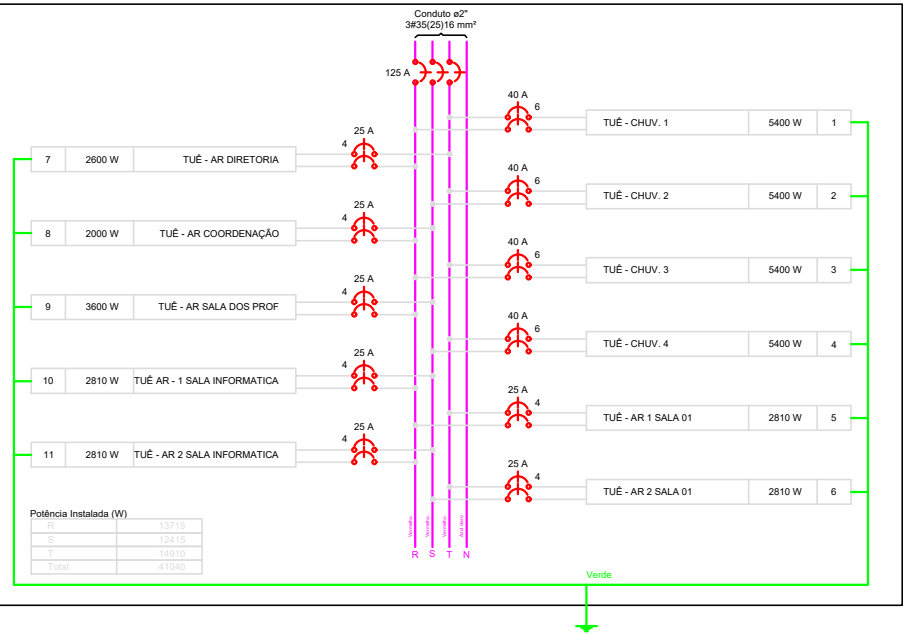 Conduto ø2"
3#35(25)16 mm²
125 A
40 A
6
TUÊ - CHUV. 1 5400 W 1
25 A
4
7 2600 W TUÊ - AR DIRETORIA
40 A
6
TUÊ - CHUV. 2 5400 W 2
25 A
4
8 2000 W TUÊ - AR COORDENAÇÃO
40 A
6
TUÊ - CHUV. 3 5400 W 3
25 A
4
9 3600 W TUÊ - AR SALA DOS PROF
40 A
6
TUÊ - CHUV. 4 5400 W 4
25 A
4
10 2810 W TUÊ AR - 1 SALA INFORMATICA
25 A
4
TUÊ - AR 1 SALA 01 2810 W 5
25 A
4
11 2810 W TUÊ - AR 2 SALA INFORMATICA
25 A
4
TUÊ - AR 2 SALA 01 2810 W 6
Potência Instalada (W)
R 13715
S 12415
T 14910
Total 41040
Vermelho
Vermelho
Vermelho
Azul claro
R S T N
Verde